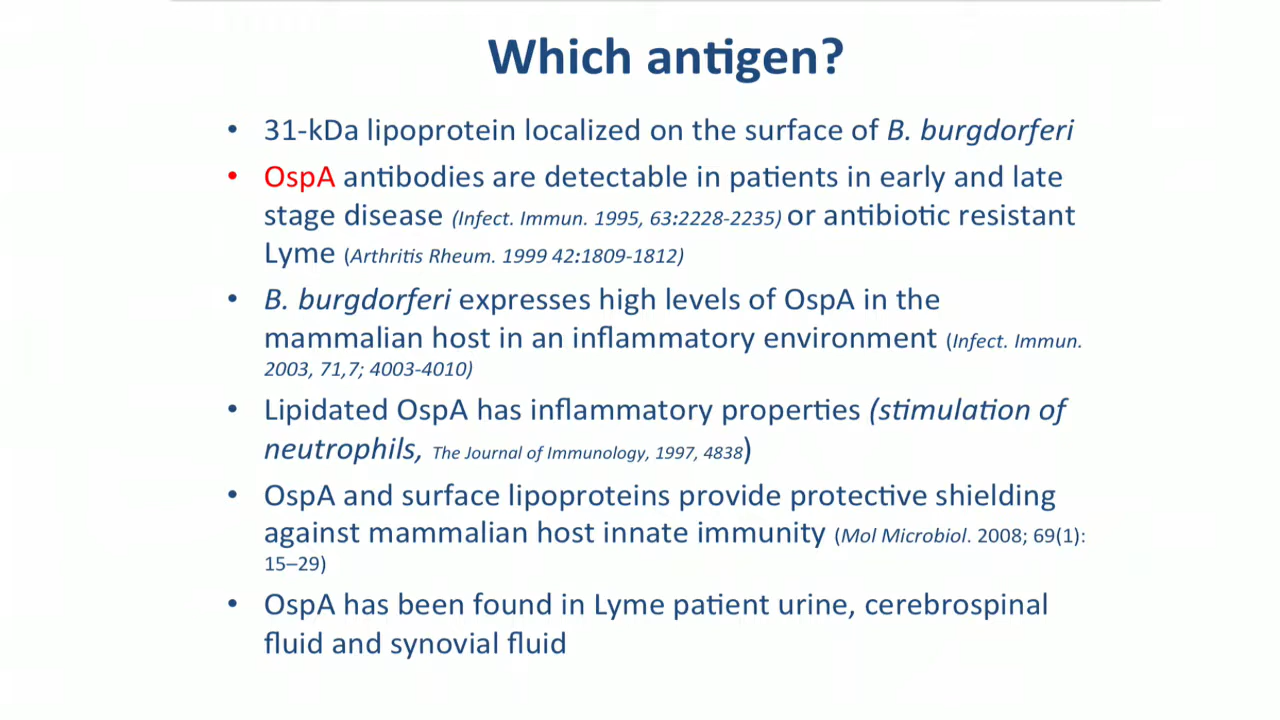 Which antigen?
• 31-kDa lipoprotein localized on the surface of B. burgdorferi
• OspA antibodies are detectable in patients in early and late
stage disease (Infect. Immun. 1995, 63:2228-2235) or antibiotic resistant
Lyme (Arthritis Rheum. 1999 42:1809-1812)
• B. burgdorferi expresses high levels of OspA in the
mammalian host in an inflammatory environment (Infect. Immun.
2003, 71,7; 4003-4010)
• Lipidated OspA has inflammatory properties (stimulation of
neutrophils, The Journal of Immunology, 1997, 4838)
• OspA and surface lipoproteins provide protective shielding
against mammalian host innate immunity (Mol Microbiol. 2008; 69(1):
15–29)
• OspA has been found in Lyme patient urine, cerebrospinal
fluid and synovial fluid